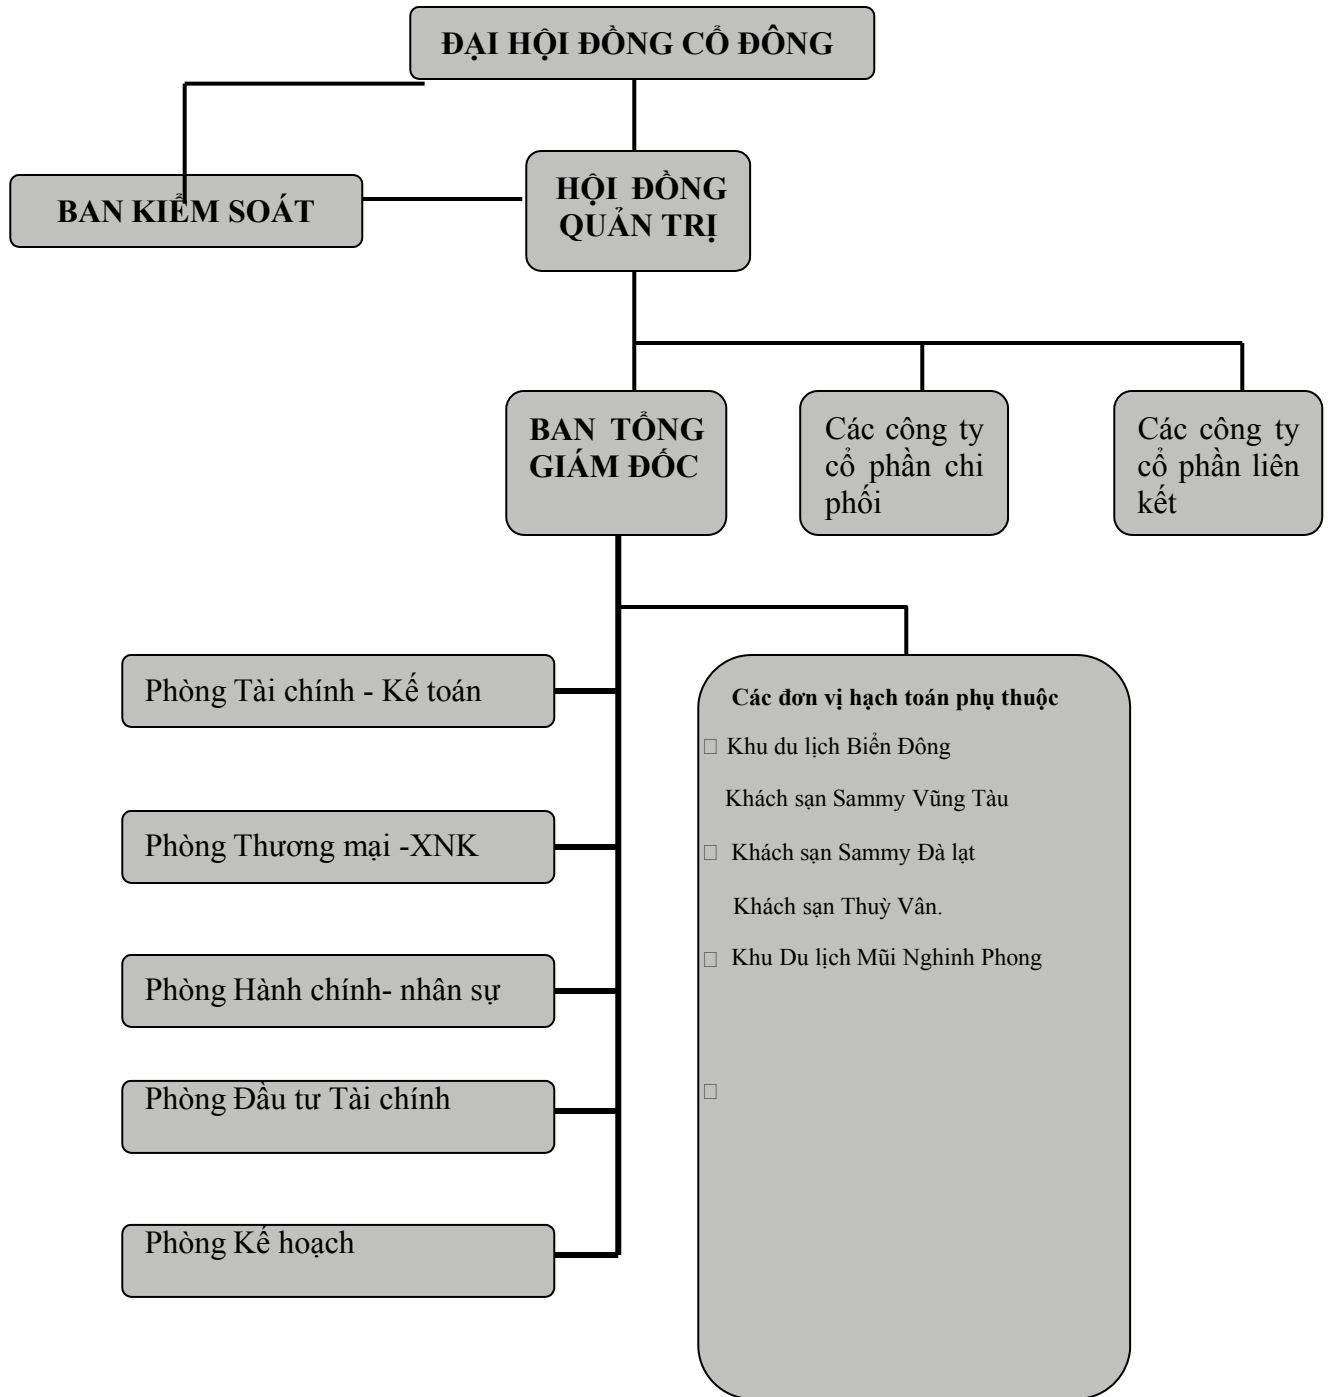 ĐẠI HỘI ĐỒNG CỔ ĐÔNG
BAN KIỂM SOÁT
HỘI ĐỒNG
QUẢN TRỊ
BAN TỔNG
GIÁM ĐỐC
Các công ty
cổ phần chi
phối
Các công ty
cổ phần liên
kết
Phòng Tài chính - Kế toán
Phòng Thương mại -XNK
Phòng Hành chính- nhân sự
Phòng Đầu tư Tài chính
Phòng Kế hoạch
Các đơn vị hạch toán phụ thuộc
Khu du lịch Biển Đông
Khách sạn Sammy Vũng Tàu
Khách sạn Sammy Đà lạt
Khách sạn Thuỳ Vân.
Khu Du lịch Mũi Nghinh Phong